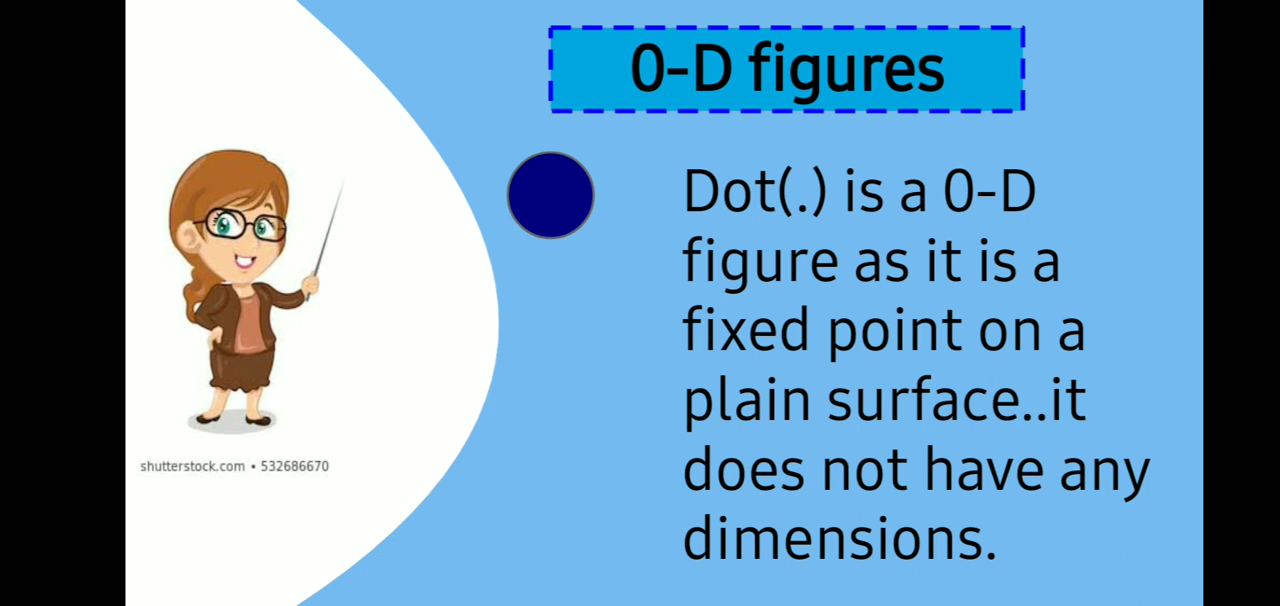 0-D figures
Dot(.) is a 0-D
figure as it is a
fixed point on a
plain surface..it
does not have any
dimensions.
shutterstock.com • 532686670